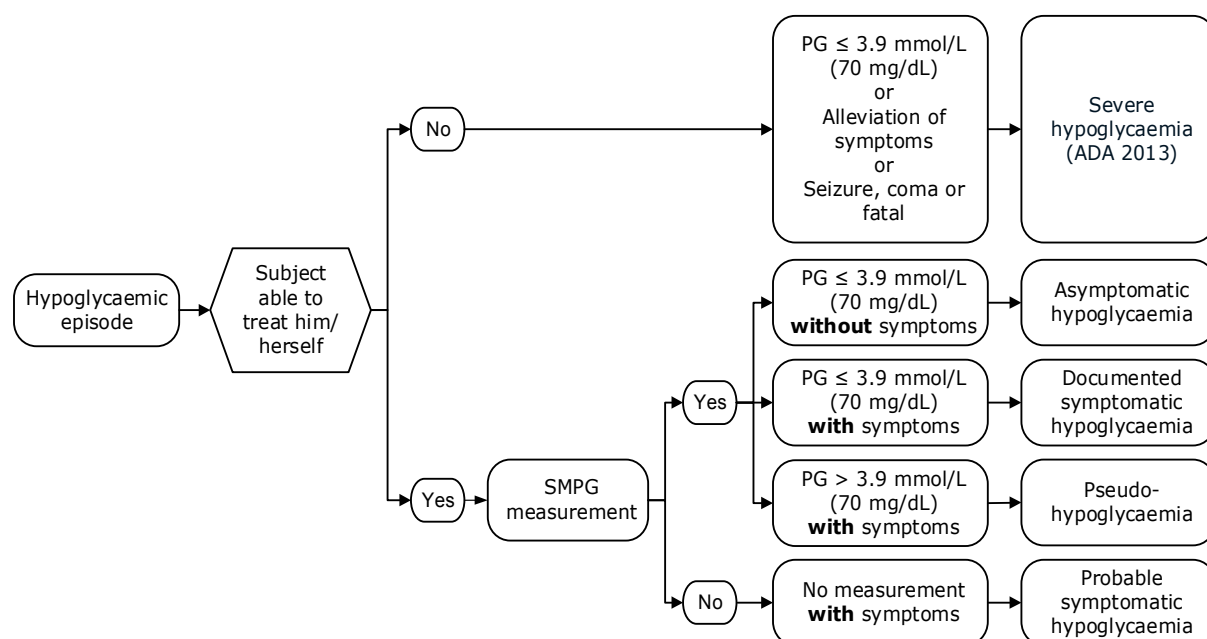 Hypoglycaemic
episode
Subject
able to
treat him/
herself
No
PG ≤ 3.9 mmol/L
(70 mg/dL)
or
Alleviation of
symptoms
or
Seizure, coma or
fatal
Severe
hypoglycaemia
(ADA 2013)
Yes
SMPG
measurement
Yes
PG ≤ 3.9 mmol/L
(70 mg/dL)
without symptoms
Asymptomatic
hypoglycaemia
PG ≤ 3.9 mmol/L
(70 mg/dL)
with symptoms
Documented
symptomatic
hypoglycaemia
PG > 3.9 mmol/L
(70 mg/dL)
with symptoms
Pseudo-
hypoglycaemia
No
No measurement
with symptoms
Probable
symptomatic
hypoglycaemia